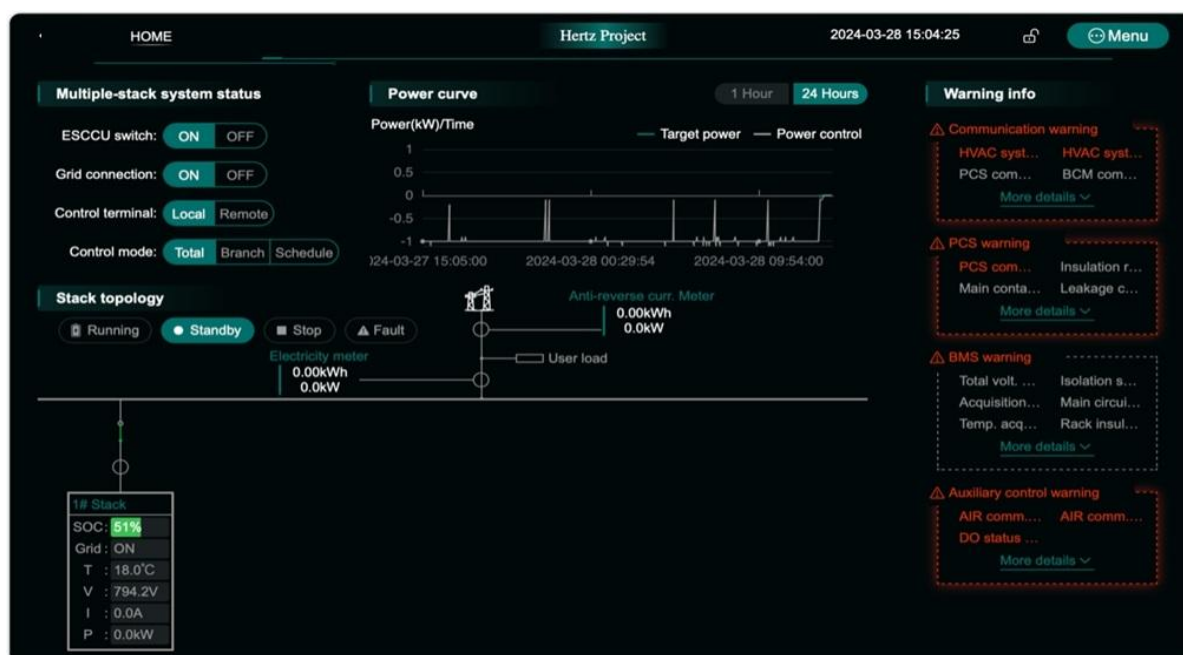 HOME
Hertz Project
2024-03-28 15:04:25
Menu
Multiple-stack system status
ESCCU switch: ON OFF
Grid connection: ON OFF
Control terminal: Local Remote
Control mode: Total Branch Schedule
Power curve
1 Hour 24 Hours
Power(kW)/Time
Target power Power control
1
0.5
0
-0.5
-1
)24-03-27 15:05:00 2024-03-28 00:29:54 2024-03-28 09:54:00
Stack topology
Running Standby Stop Fault
Anti-reverse curr. Meter
0.00kWh
0.0kW
User load
Electricity meter
0.00kWh
0.0kW
1# Stack
SOC: 51%
Grid : ON
T : 18.0°C
V : 794.2V
I : 0.0A
P : 0.0kW
Warning info
Communication warning
HVAC syst... HVAC syst...
PCS com... BCM com...
More details
PCS warning
PCS com... Insulation r...
Main conta... Leakage c...
More details
BMS warning
Total volt. ... Isolation s...
Acquisition... Main circui...
Temp. acq... Rack insul...
More details
Auxiliary control warning
AIR comm.... AIR comm....
DO status ...
More details